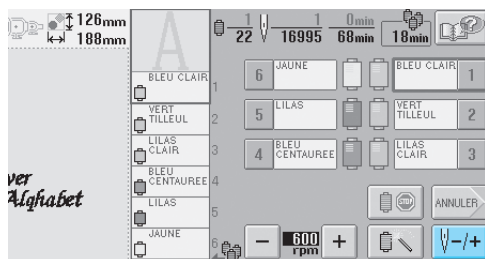 126mm
188mm
1
22
1
16995
0min
68min
18min
A
BLEU CLAIR
1
VERT
TILLEUL
2
LILAS
CLAIR
3
BLEU
CENTAUREE
4
LILAS
5
JAUNE
6
6
JAUNE
BLEU CLAIR
1
5
LILAS
VERT
TILLEUL
2
4
BLEU
CENTAUREE
LILAS
CLAIR
3
ver
Alphabet
STOP
ANNULER
−
600
rpm
+
−/+